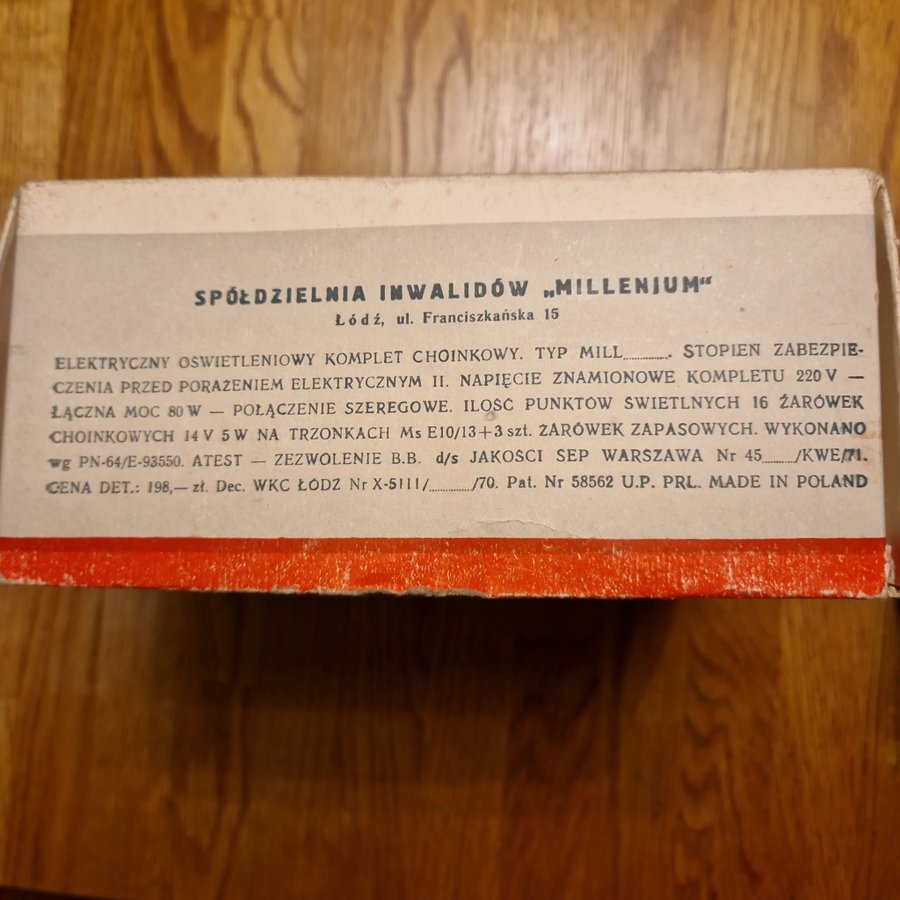 SPÓŁDZIELNIA INWALIDÓW „MILLENIUM"
Łódź, ul. Franciszkańska 15
ELEKTRYCZNY OSWIETLENIOWY KOMPLET CHOINKOWY. TYP MILL........... STOPIEŃ ZABEZPIE-
CZENIA PRZED PORAŻENIEM ELEKTRYCZNYM II. NAPIĘCIE ZNAMIONOWE KOMPLETU 220 V —
ŁĄCZNA MOC 80 W — POŁĄCZENIE SZEREGOWE. ILOŚĆ PUNKTÓW SWIETLNYCH 16 ŻARÓWEK
CHOINKOWYCH 14 V 5 W NA TRZONKACH Ms E10/13+3 szt. ŻARÓWEK ZAPASOWYCH. WYKONANO
wg PN-64/E-93550. ATEST — ZEZWOLENIE B.B. d/s JAKOSCI SEP WARSZAWA Nr 45......../KWE/71.
CENA DET.: 198,— zł. Dec. WKC ŁÓDŹ Nr X-5111/........../70. Pat. Nr 58562 U.P. PRL. MADE IN POLAND